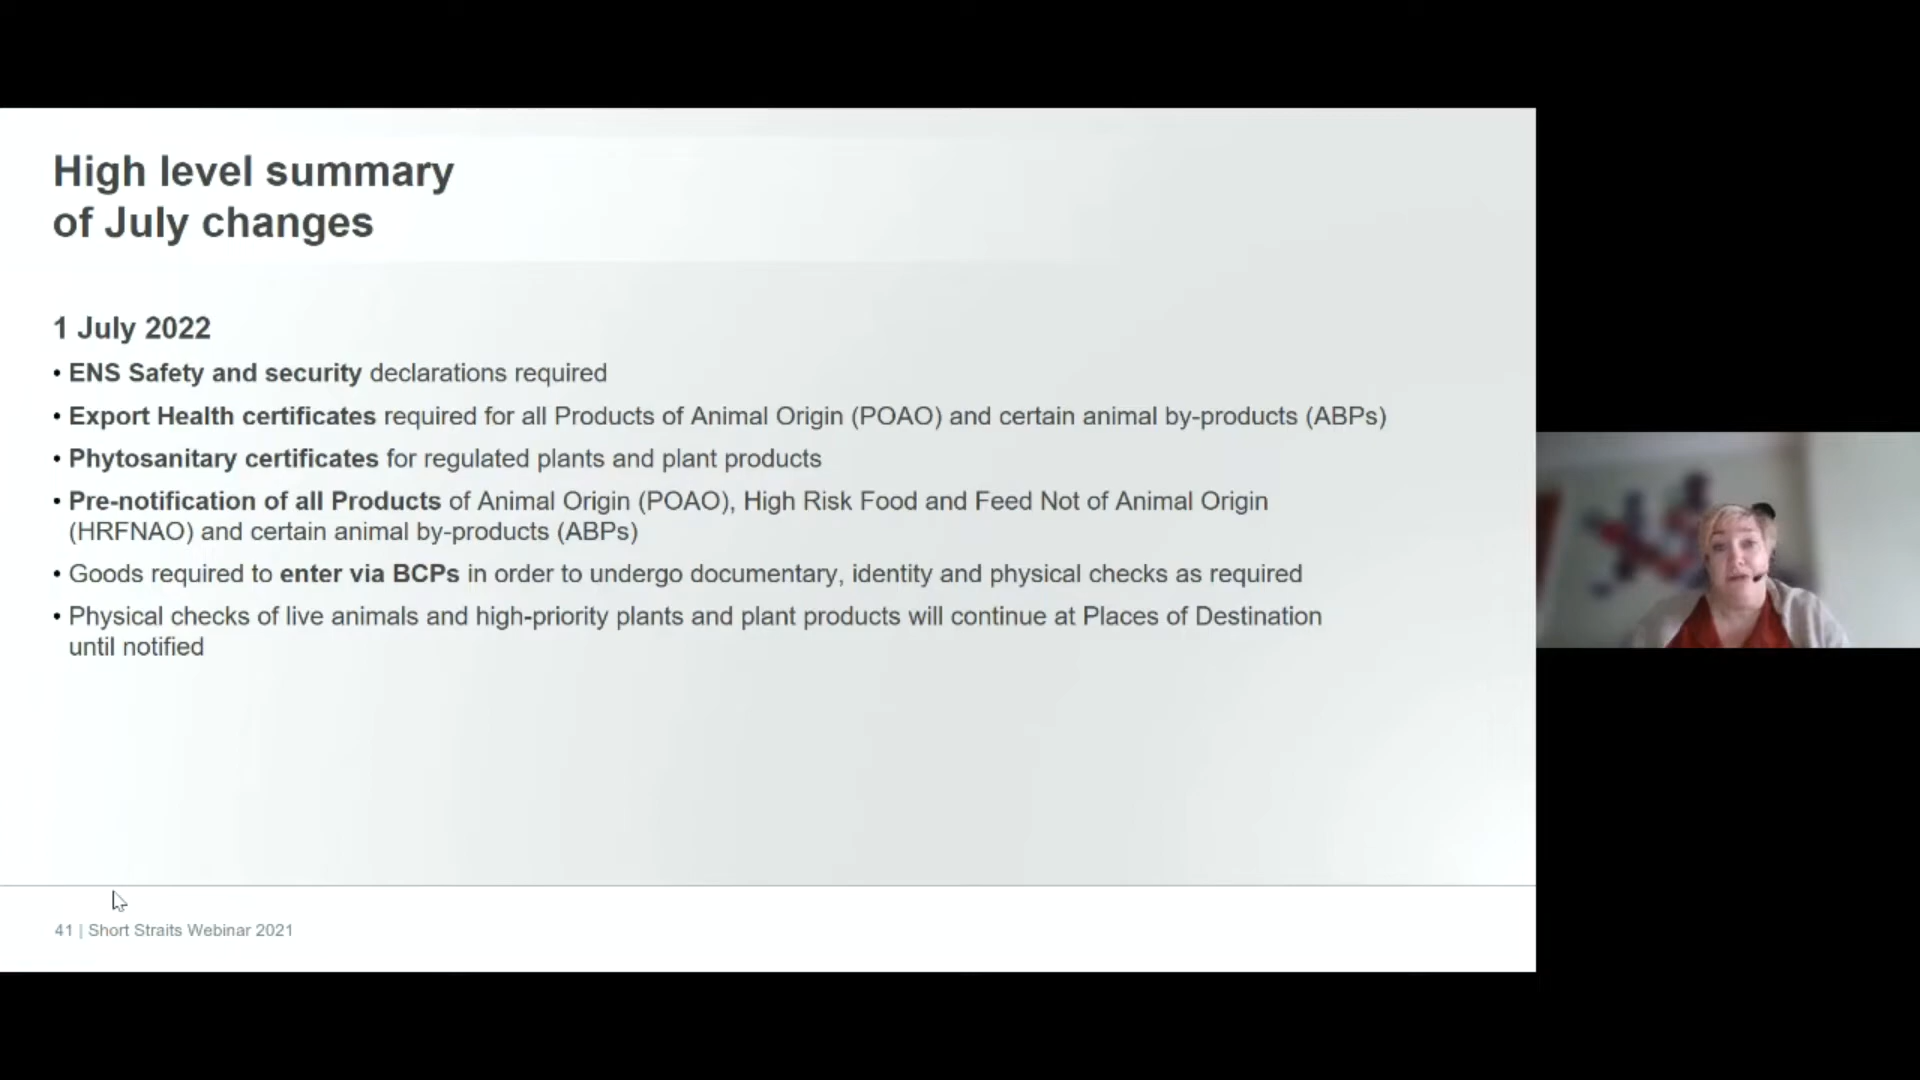 High level summary
of July changes
1 July 2022
• ENS Safety and security declarations required
• Export Health certificates required for all Products of Animal Origin (POAO) and certain animal by-products (ABPs)
• Phytosanitary certificates for regulated plants and plant products
• Pre-notification of all Products of Animal Origin (POAO), High Risk Food and Feed Not of Animal Origin
(HRFNAO) and certain animal by-products (ABPs)
• Goods required to enter via BCPs in order to undergo documentary, identity and physical checks as required
• Physical checks of live animals and high-priority plants and plant products will continue at Places of Destination
until notified
41 | Short Straits Webinar 2021